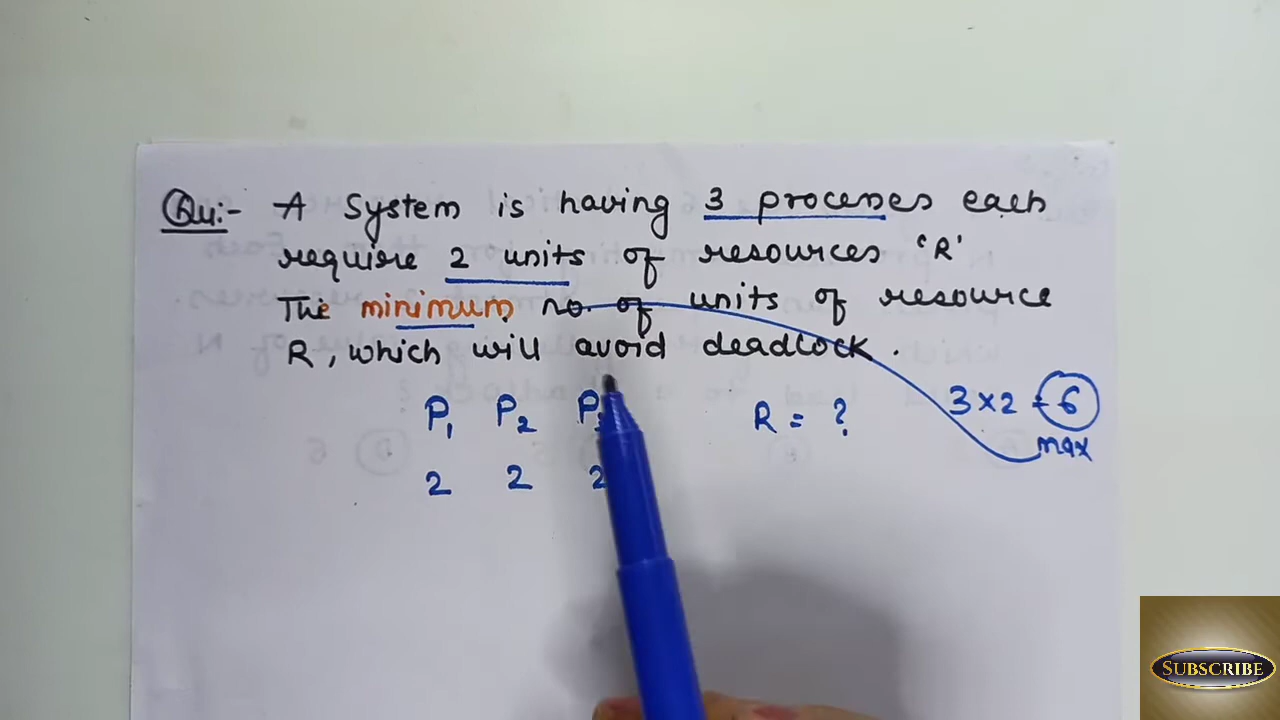 Qu:- A System is having 3 processes each
require 2 units of resources 'R'
The minimum no. of units of resource
R, which will avoid deadlock.
P1 P2 P3 R = ? 3 x 2 = 6
max
2 2 2
SUBSCRIBE